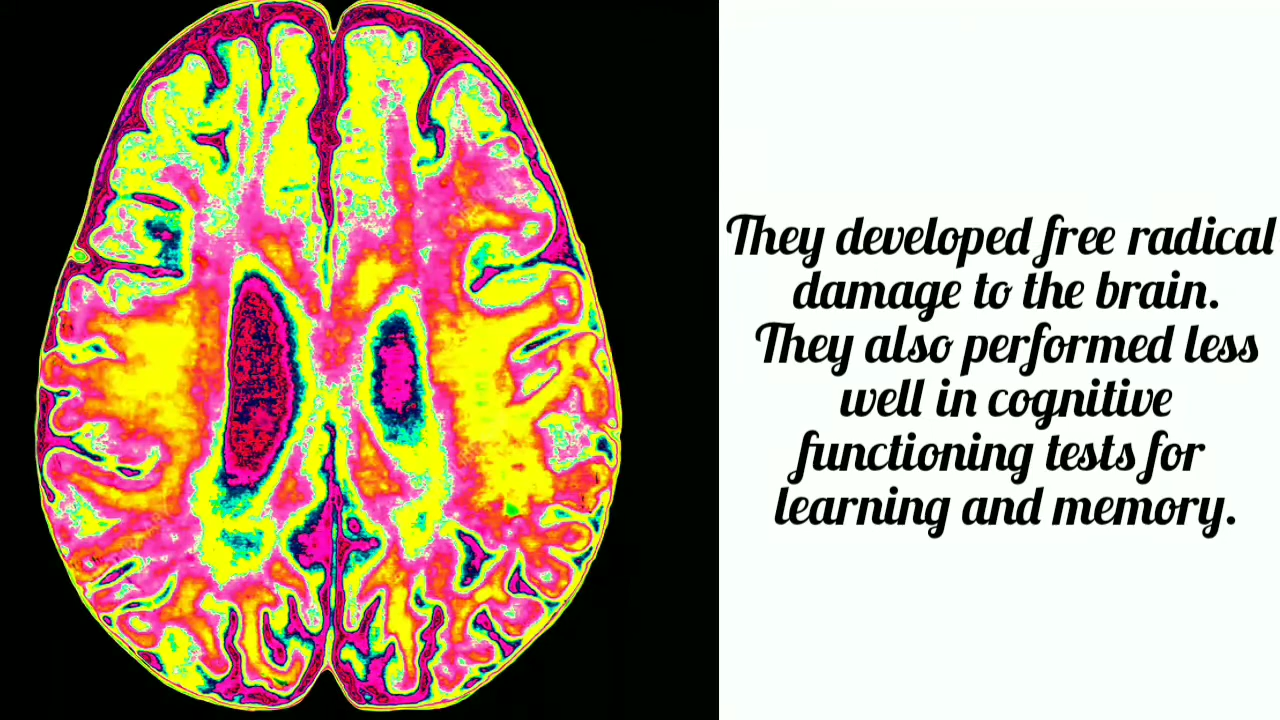 They developed free radical
damage to the brain.
They also performed less
well in cognitive
functioning tests for
learning and memory.